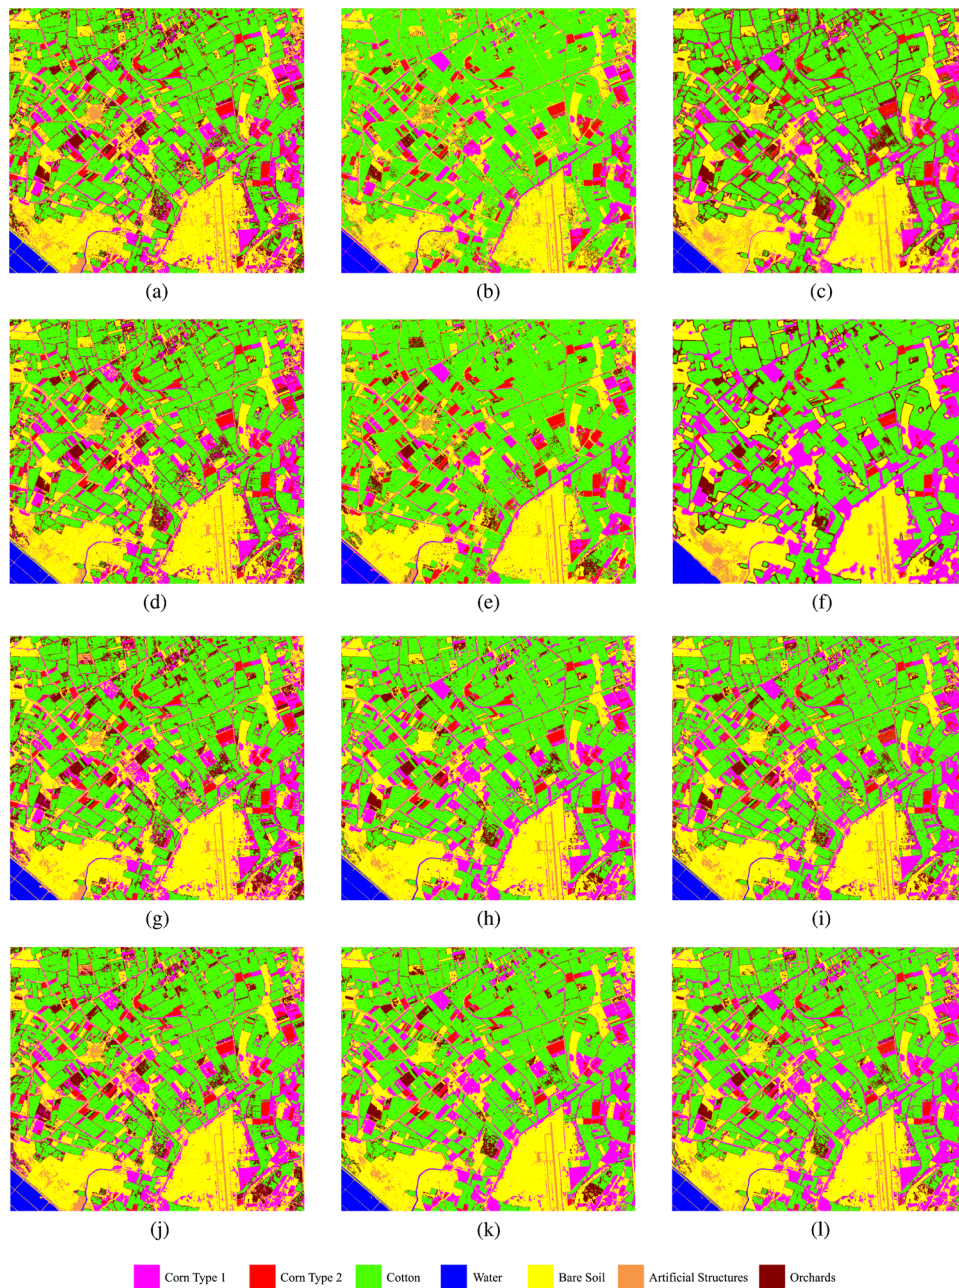 (a) (b) (c)
(d) (e) (f)
(g) (h) (i)
(j) (k) (l)
Corn Type 1 Corn Type 2 Cotton Water Bare Soil Artificial Structures Orchards